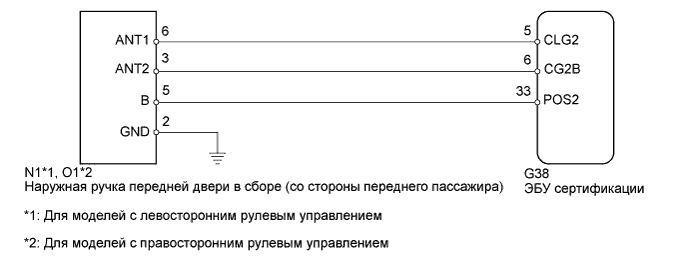 ANT1 6 5 CLG2
ANT2 3 6 CG2B
B 5 33 POS2
GND 2
N1*1, O1*2
Наружная ручка передней двери в сборе (со стороны переднего пассажира)
G38
ЭБУ сертификации
*1: Для моделей с левосторонним рулевым управлением
*2: Для моделей с правосторонним рулевым управлением